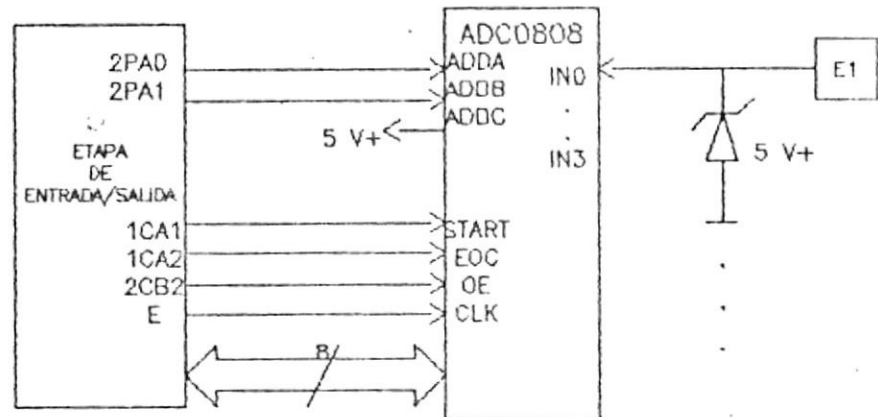 2PA0
2PA1
ETAPA
DE
ENTRADA/SALIDA
1CA1
1CA2
2CB2
E
5 V+
8
ADC0808
ADDA
ADDB
ADDC
IN0
IN3
START
EOC
OE
CLK
E1
5 V+